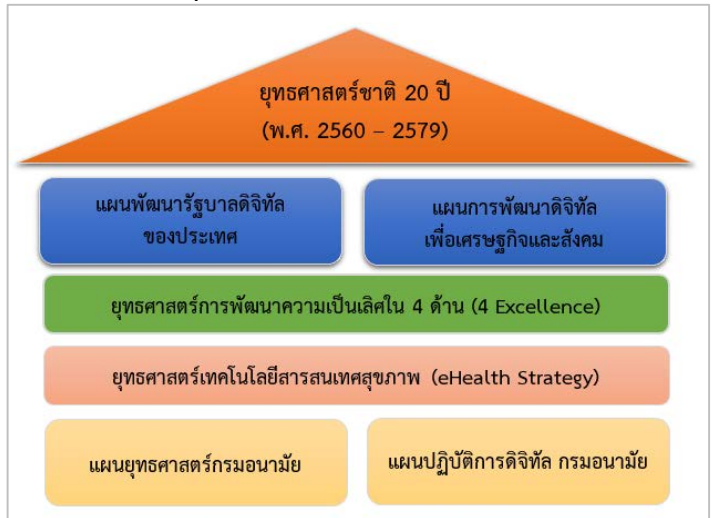 ยุทธศาสตร์ชาติ 20 ปี
(พ.ศ. 2560 – 2579)
แผนพัฒนารัฐบาลดิจิทัล
ของประเทศ
แผนการพัฒนาดิจิทัล
เพื่อเศรษฐกิจและสังคม
ยุทธศาสตร์การพัฒนาความเป็นเลิศใน 4 ด้าน (4 Excellence)
ยุทธศาสตร์เทคโนโลยีสารสนเทศสุขภาพ (eHealth Strategy)
แผนยุทธศาสตร์กรมอนามัย
แผนปฏิบัติการดิจิทัล กรมอนามัย